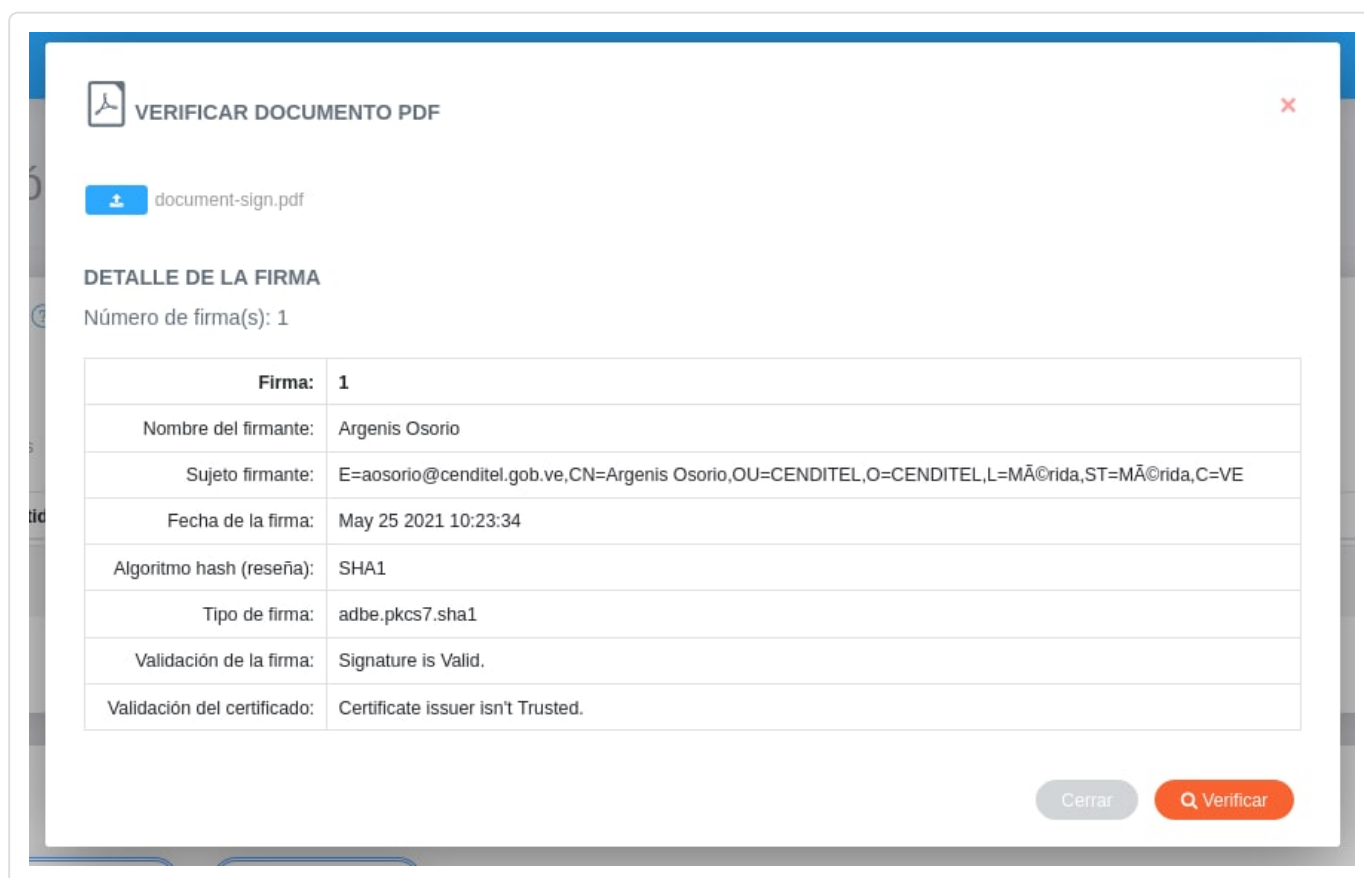 VERIFICAR DOCUMENTO PDF
×
document-sign.pdf
DETALLE DE LA FIRMA
Número de firma(s): 1
Firma: 1
Nombre del firmante: Argenis Osorio
Sujeto firmante: E=aosorio@cenditel.gob.ve,CN=Argenis Osorio,OU=CENDITEL,O=CENDITEL,L=MÃ©rida,ST=MÃ©rida,C=VE
Fecha de la firma: May 25 2021 10:23:34
Algoritmo hash (reseña): SHA1
Tipo de firma: adbe.pkcs7.sha1
Validación de la firma: Signature is Valid.
Validación del certificado: Certificate issuer isn't Trusted.
Cerrar
Verificar